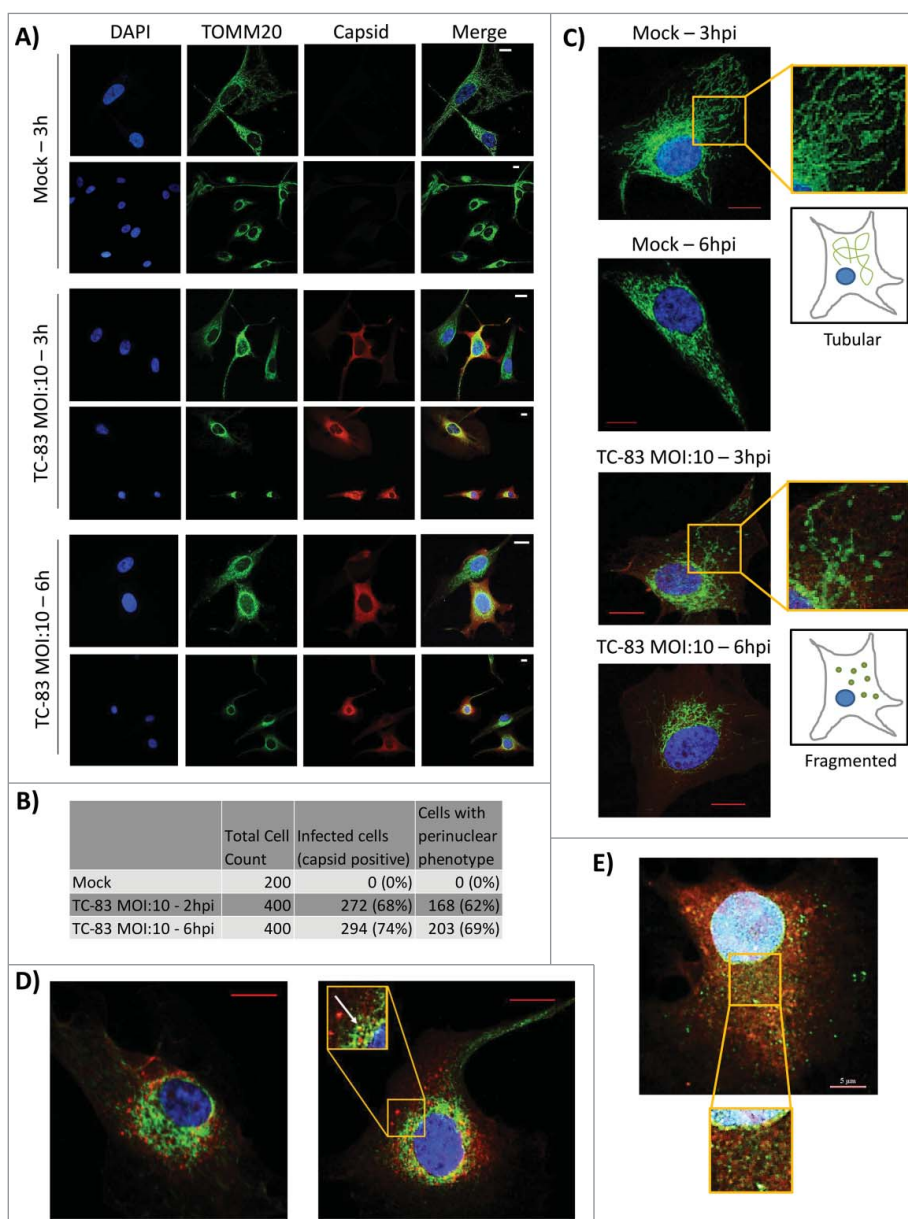 A)
DAPI TOMM20 Capsid Merge
Mock – 3h
TC-83 MOI:10 – 3h
TC-83 MOI:10 – 6h
B)
Total Cell Count Infected cells (capsid positive) Cells with perinuclear phenotype
Mock 200 0 (0%) 0 (0%)
TC-83 MOI:10 - 2hpi 400 272 (68%) 168 (62%)
TC-83 MOI:10 - 6hpi 400 294 (74%) 203 (69%)
C)
Mock – 3hpi
Mock – 6hpi
Tubular
TC-83 MOI:10 – 3hpi
TC-83 MOI:10 – 6hpi
Fragmented
D)
E)
5 µm